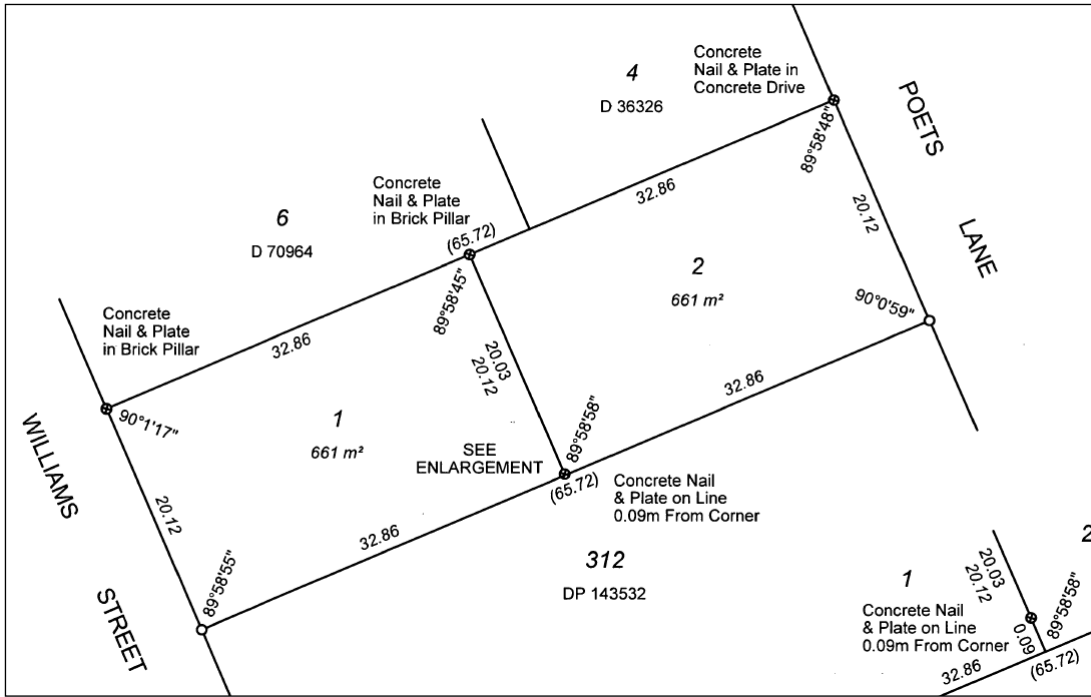 Concrete
Nail & Plate in
Concrete Drive
4
D 36326
POETS
LANE
89°58'48"
20.12
32.86
Concrete
Nail & Plate
in Brick Pillar
6
D 70964
(65.72)
89°58'45"
2
661 m²
90°0'59"
Concrete
Nail & Plate
in Brick Pillar
32.86
20.03
20.12
32.86
90°1'17"
1
661 m²
SEE
ENLARGEMENT
89°58'58"
(65.72)
Concrete Nail
& Plate on Line
0.09m From Corner
WILLIAMS
STREET
20.12
32.86
89°58'55"
312
DP 143532
2
20.03
20.12
1
Concrete Nail
& Plate on Line
0.09m From Corner
0.09
89°58'58"
32.86
(65.72)